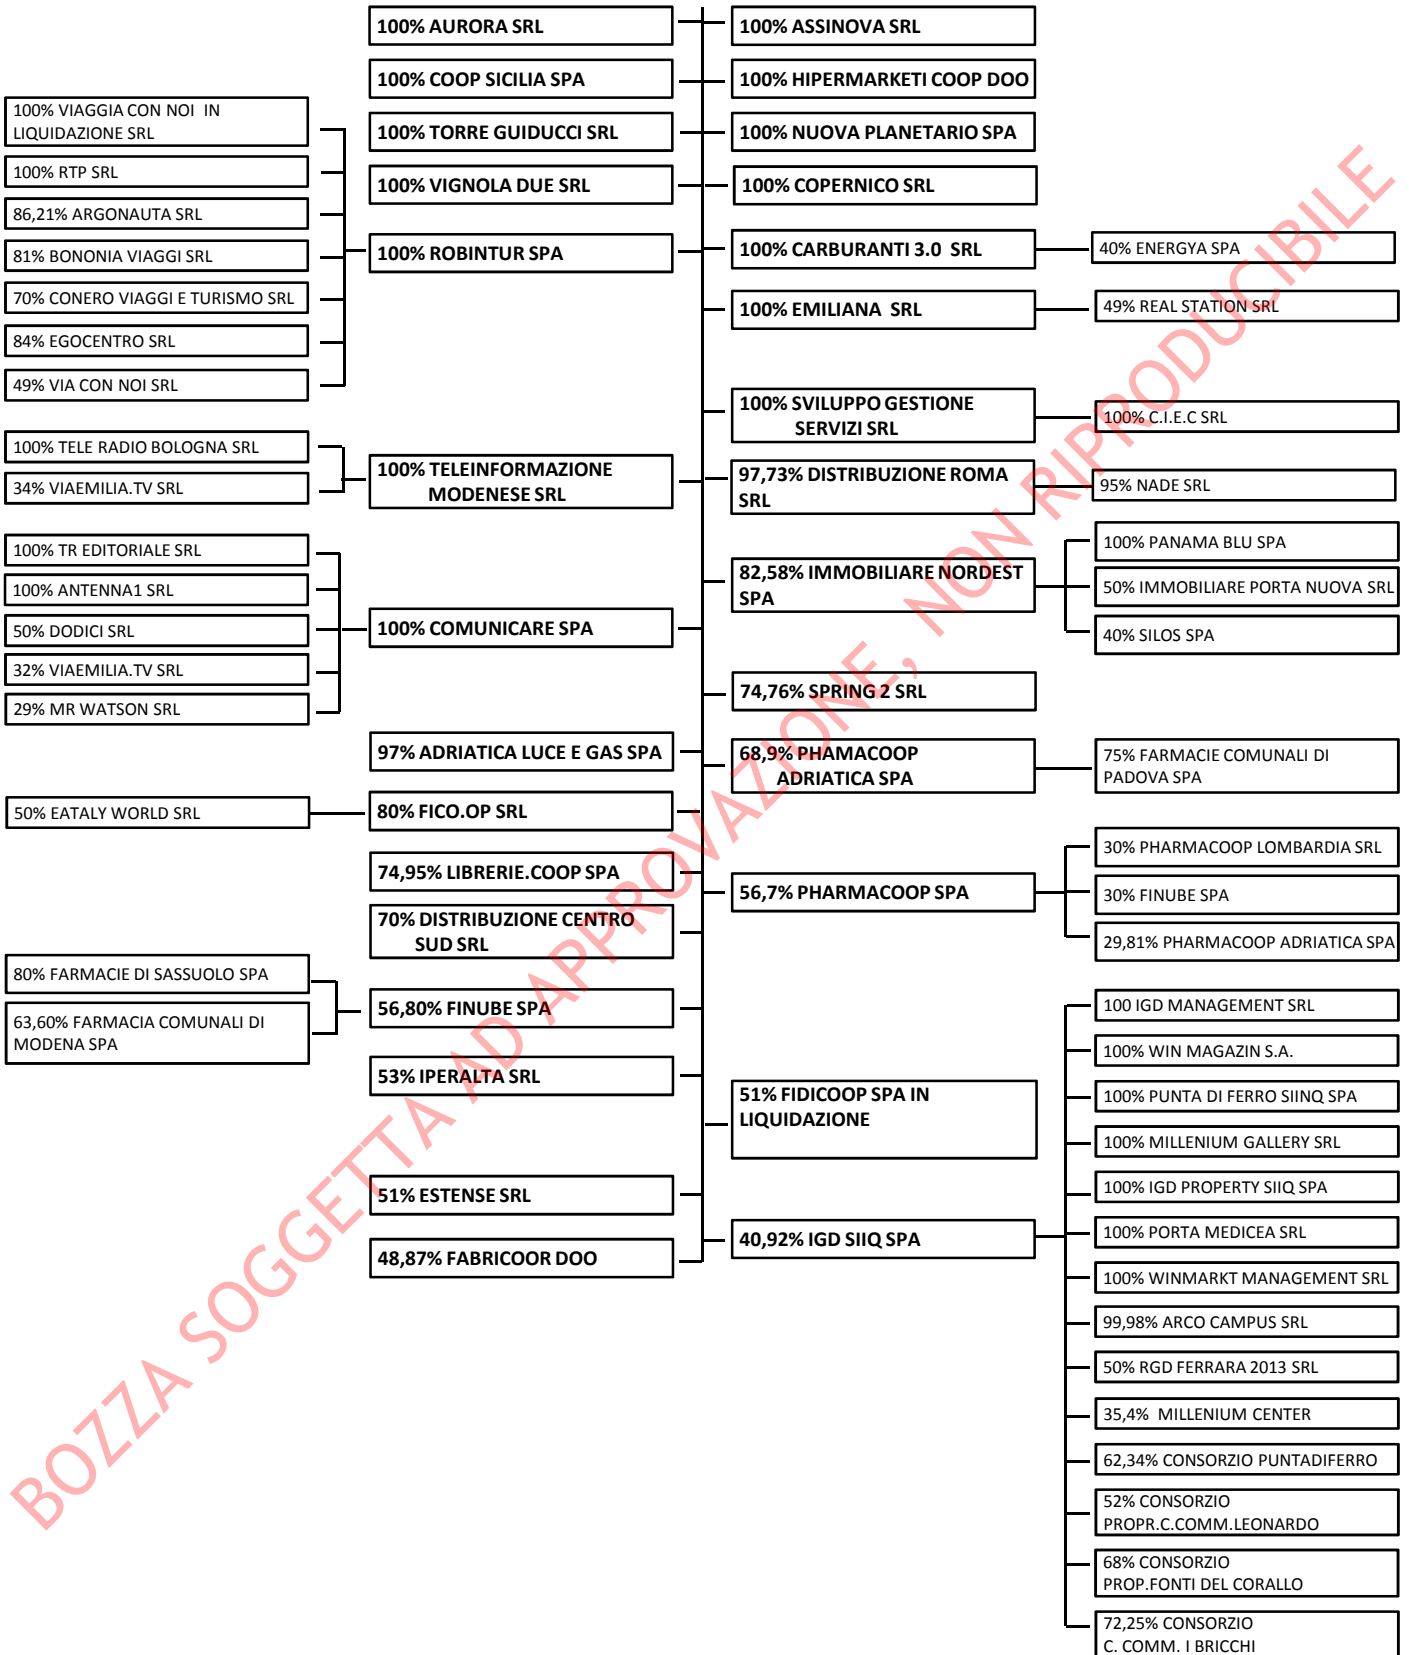 100% AURORA SRL
100% COOP SICILIA SPA
100% TORRE GUIDUCCI SRL
100% VIGNOLA DUE SRL
100% VIAGGIA CON NOI IN
LIQUIDAZIONE SRL
100% RTP SRL
86,21% ARGONAUTA SRL
81% BONONIA VIAGGI SRL
70% CONERO VIAGGI E TURISMO SRL
84% EGOCENTRO SRL
49% VIA CON NOI SRL
100% ROBINTUR SPA
100% TELE RADIO BOLOGNA SRL
34% VIAEMILIA.TV SRL
100% TELEINFORMAZIONE
MODENESE SRL
100% TR EDITORIALE SRL
100% ANTENNA1 SRL
50% DODICI SRL
32% VIAEMILIA.TV SRL
29% MR WATSON SRL
100% COMUNICARE SPA
97% ADRIATICA LUCE E GAS SPA
50% EATALY WORLD SRL
80% FICO.OP SRL
74,95% LIBRERIE.COOP SPA
70% DISTRIBUZIONE CENTRO
SUD SRL
80% FARMACIE DI SASSUOLO SPA
63,60% FARMACIA COMUNALI DI
MODENA SPA
56,80% FINUBE SPA
53% IPERALTA SRL
51% ESTENSE SRL
48,87% FABRICOOR DOO
100% ASSINOVA SRL
100% HIPERMARKETI COOP DOO
100% NUOVA PLANETARIO SPA
100% COPERNICO SRL
100% CARBURANTI 3.0 SRL
40% ENERGYA SPA
100% EMILIANA SRL
49% REAL STATION SRL
100% SVILUPPO GESTIONE
SERVIZI SRL
100% C.I.E.C SRL
97,73% DISTRIBUZIONE ROMA
SRL
95% NADE SRL
82,58% IMMOBILIARE NORDEST
SPA
100% PANAMA BLU SPA
50% IMMOBILIARE PORTA NUOVA SRL
40% SILOS SPA
74,76% SPRING 2 SRL
68,9% PHAMACOOP
ADRIATICA SPA
75% FARMACIE COMUNALI DI
PADOVA SPA
56,7% PHARMACOOP SPA
30% PHARMACOOP LOMBARDIA SRL
30% FINUBE SPA
29,81% PHARMACOOP ADRIATICA SPA
51% FIDICOOP SPA IN
LIQUIDAZIONE
40,92% IGD SIIQ SPA
100 IGD MANAGEMENT SRL
100% WIN MAGAZIN S.A.
100% PUNTA DI FERRO SIINQ SPA
100% MILLENIUM GALLERY SRL
100% IGD PROPERTY SIIQ SPA
100% PORTA MEDICEA SRL
100% WINMARKT MANAGEMENT SRL
99,98% ARCO CAMPUS SRL
50% RGD FERRARA 2013 SRL
35,4% MILLENIUM CENTER
62,34% CONSORZIO PUNTADIFERRO
52% CONSORZIO
PROPR.C.COMM.LEONARDO
68% CONSORZIO
PROP.FONTI DEL CORALLO
72,25% CONSORZIO
C. COMM. I BRICCHI
BOZZA SOGGETTA AD APPROVAZIONE, NON RIPRODUCIBILE